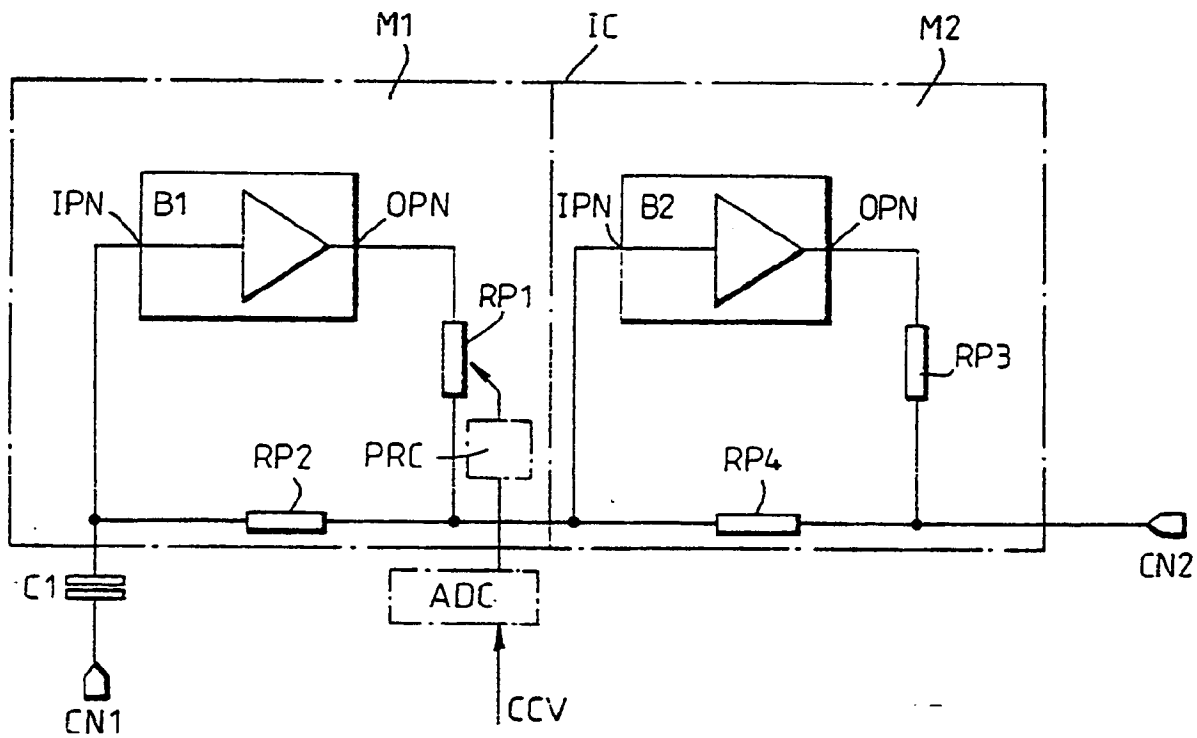 M1
IC
M2
IPN
B1
OPN
IPN
B2
OPN
RP1
RP3
RP2
PRC
RP4
C1
ADC
CN2
CN1
CCV